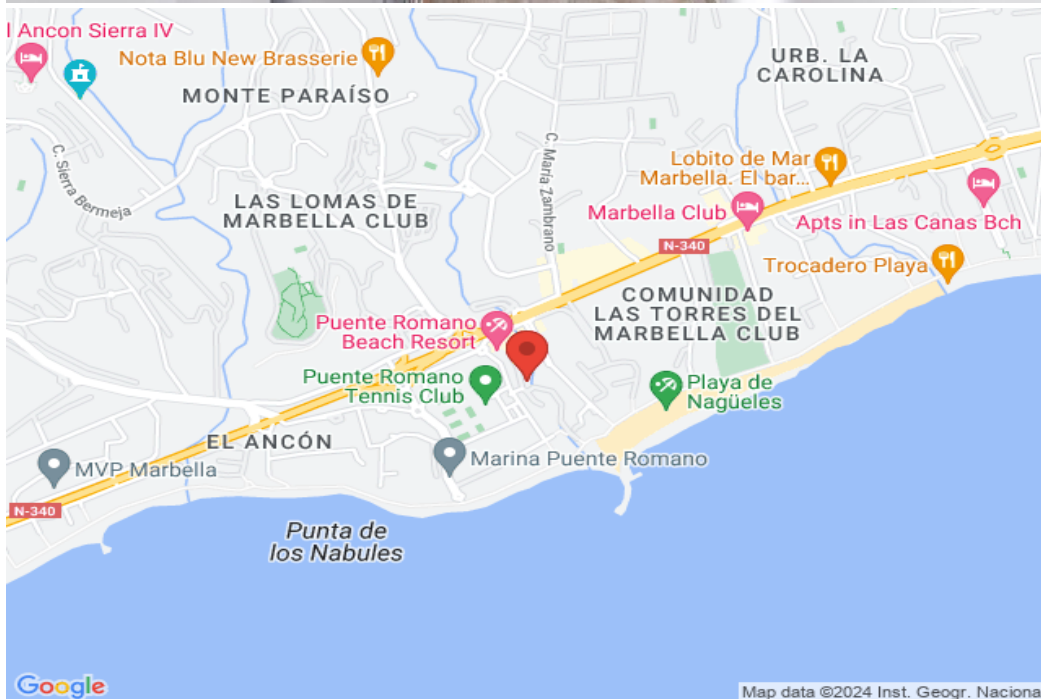 l Ancon Sierra IV
Nota Blu New Brasserie
MONTE PARAÍSO
URB. LA
CAROLINA
C. Sierra Bermeja
C. María Zambrano
Lobito de Mar
Marbella. El bar...
LAS LOMAS DE
MARBELLA CLUB
Marbella Club
Apts in Las Canas Bch
N-340
Trocadero Playa
COMUNIDAD
LAS TORRES DEL
MARBELLA CLUB
Puente Romano
Beach Resort
Puente Romano
Tennis Club
Playa de
Nagüeles
EL ANCÓN
MVP Marbella
Marina Puente Romano
N-340
Punta de
los Nabules
Google
Map data ©2024 Inst. Geogr. Naciona